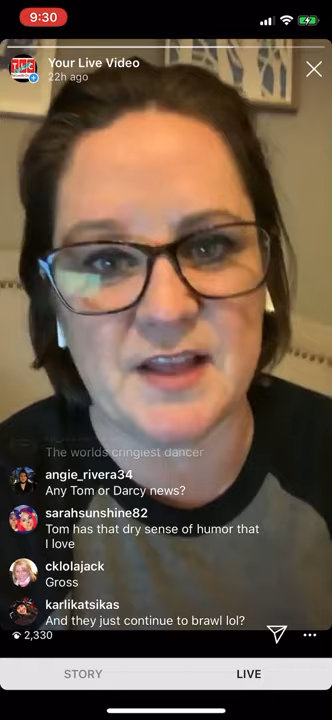 9:30
Your Live Video
22h ago
TLC
The worlds cringiest dancer
angie_rivera34
Any Tom or Darcy news?
sarahsunshine82
Tom has that dry sense of humor that
I love
cklolajack
Gross
karlikatsikas
And they just continue to brawl lol?
2,330
STORY
LIVE